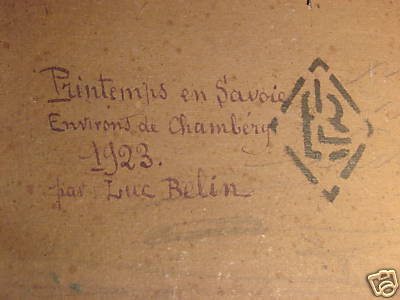 Printemps en Savoie
Environs de Chambéry
1923.
par Luc Belin